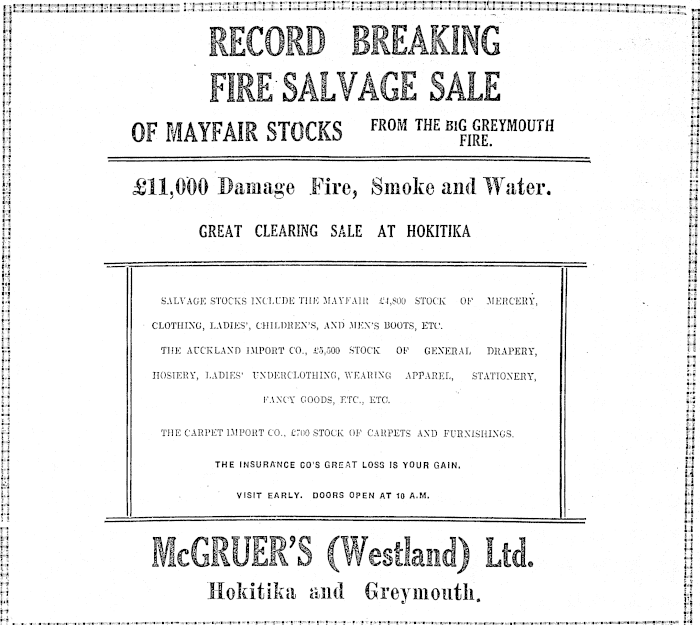 RECORD BREAKING
FIRE SALVAGE SALE
OF MAYFAIR STOCKS FROM THE BIG GREYMOUTH
FIRE.
£11,000 Damage Fire, Smoke and Water.
GREAT CLEARING SALE AT HOKITIKA
SALVAGE STOCKS INCLUDE THE MAYFAIR £4,800 STOCK OF MERCERY,
CLOTHING, LADIES', CHILDREN'S, AND MEN'S BOOTS, ETC.
THE AUCKLAND IMPORT CO., £5,500 STOCK OF GENERAL DRAPERY,
HOSIERY, LADIES' UNDERCLOTHING, WEARING APPAREL, STATIONERY,
FANCY GOODS, ETC., ETC.
THE CARPET IMPORT CO., £700 STOCK OF CARPETS AND FURNISHINGS.
THE INSURANCE CO'S GREAT LOSS IS YOUR GAIN.
VISIT EARLY. DOORS OPEN AT 10 A.M.
McGRUER'S (Westland) Ltd.
Hokitika and Greymouth.